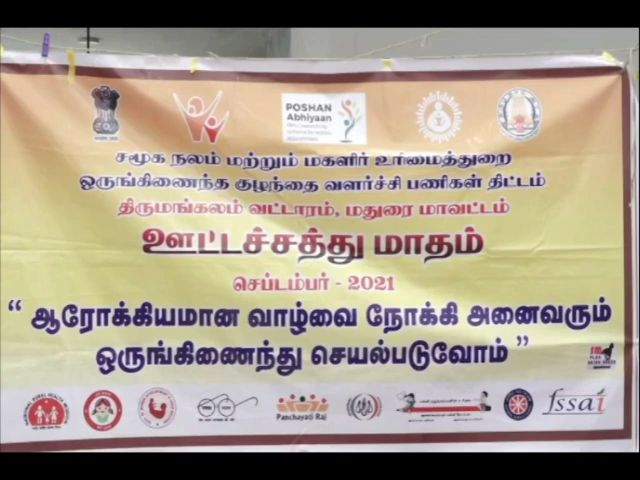 POSHAN
Abhiyaan
சமூக நலம் மற்றும் மகளிர் உரிமைத்துறை
ஒருங்கிணைந்த குழந்தை வளர்ச்சி பணிகள் திட்டம்
திருமங்கலம் வட்டாரம், மதுரை மாவட்டம்
ஊட்டச்சத்து மாதம்
செப்டம்பர் - 2021
“ ஆரோக்கியமான வாழ்வை நோக்கி அனைவரும்
ஒருங்கிணைந்து செயல்படுவோம் ”
Panchayati Raj
fssai